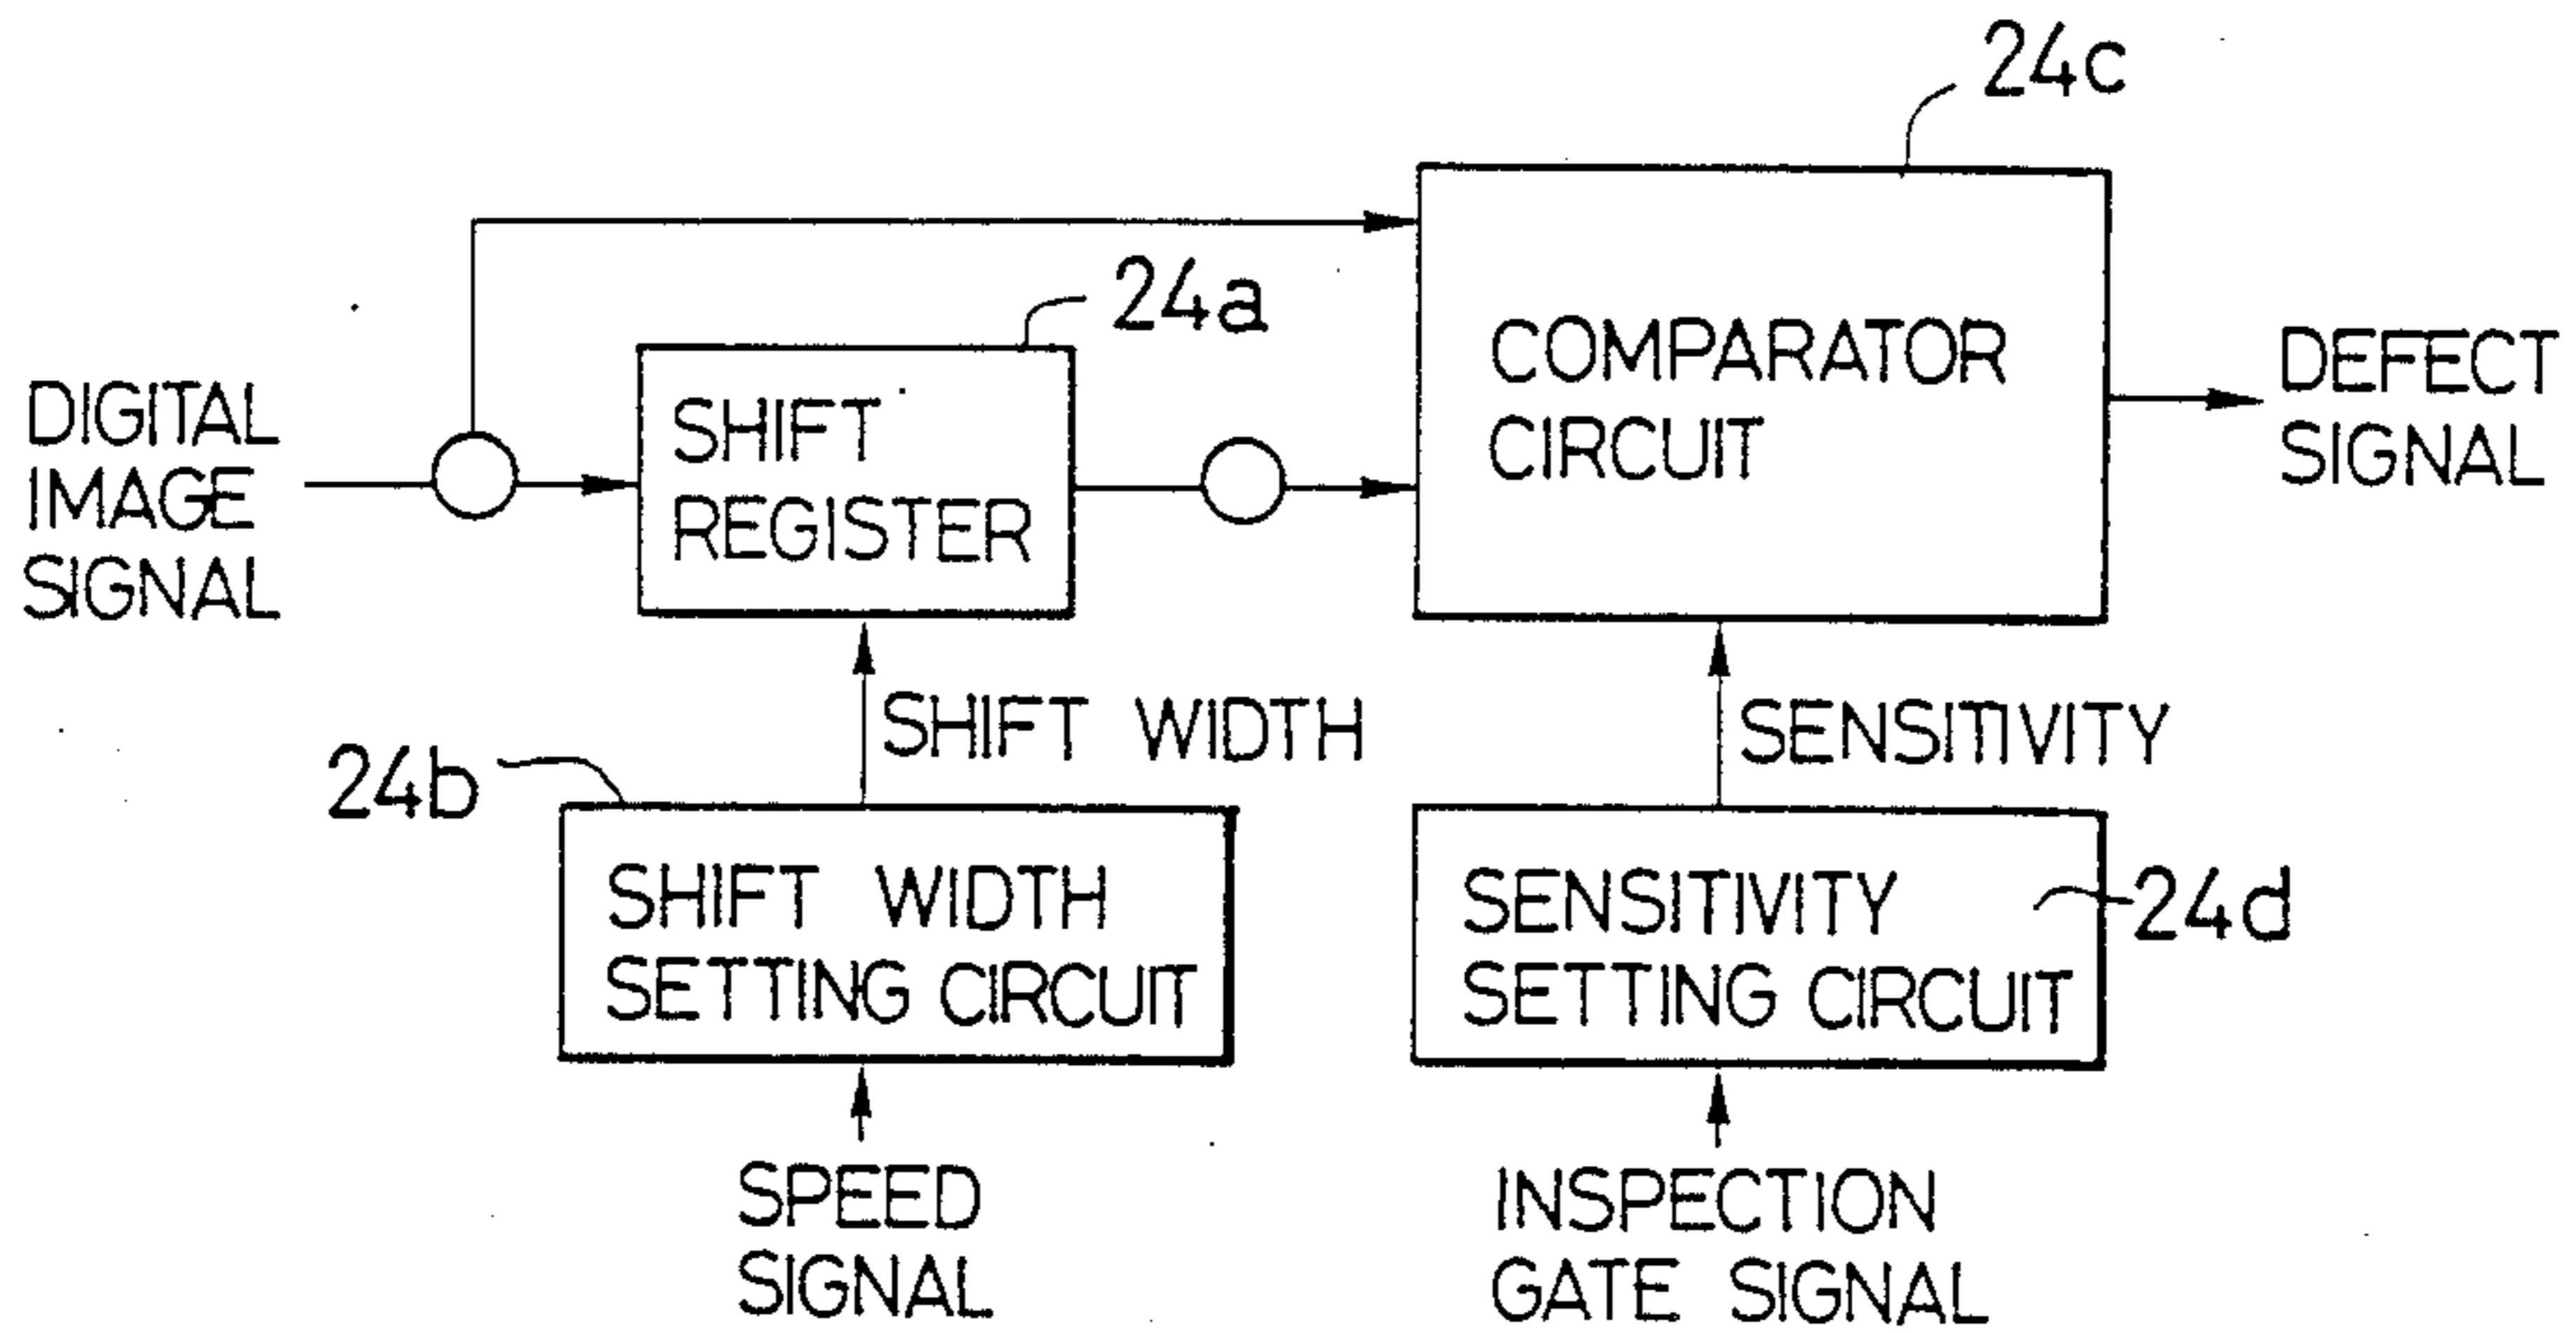 24c
24a
DIGITAL
IMAGE
SIGNAL
SHIFT
REGISTER
COMPARATOR
CIRCUIT
DEFECT
SIGNAL
SHIFT WIDTH
SENSITIVITY
24b
SHIFT WIDTH
SETTING CIRCUIT
SENSITIVITY
SETTING CIRCUIT
24d
SPEED
SIGNAL
INSPECTION
GATE SIGNAL